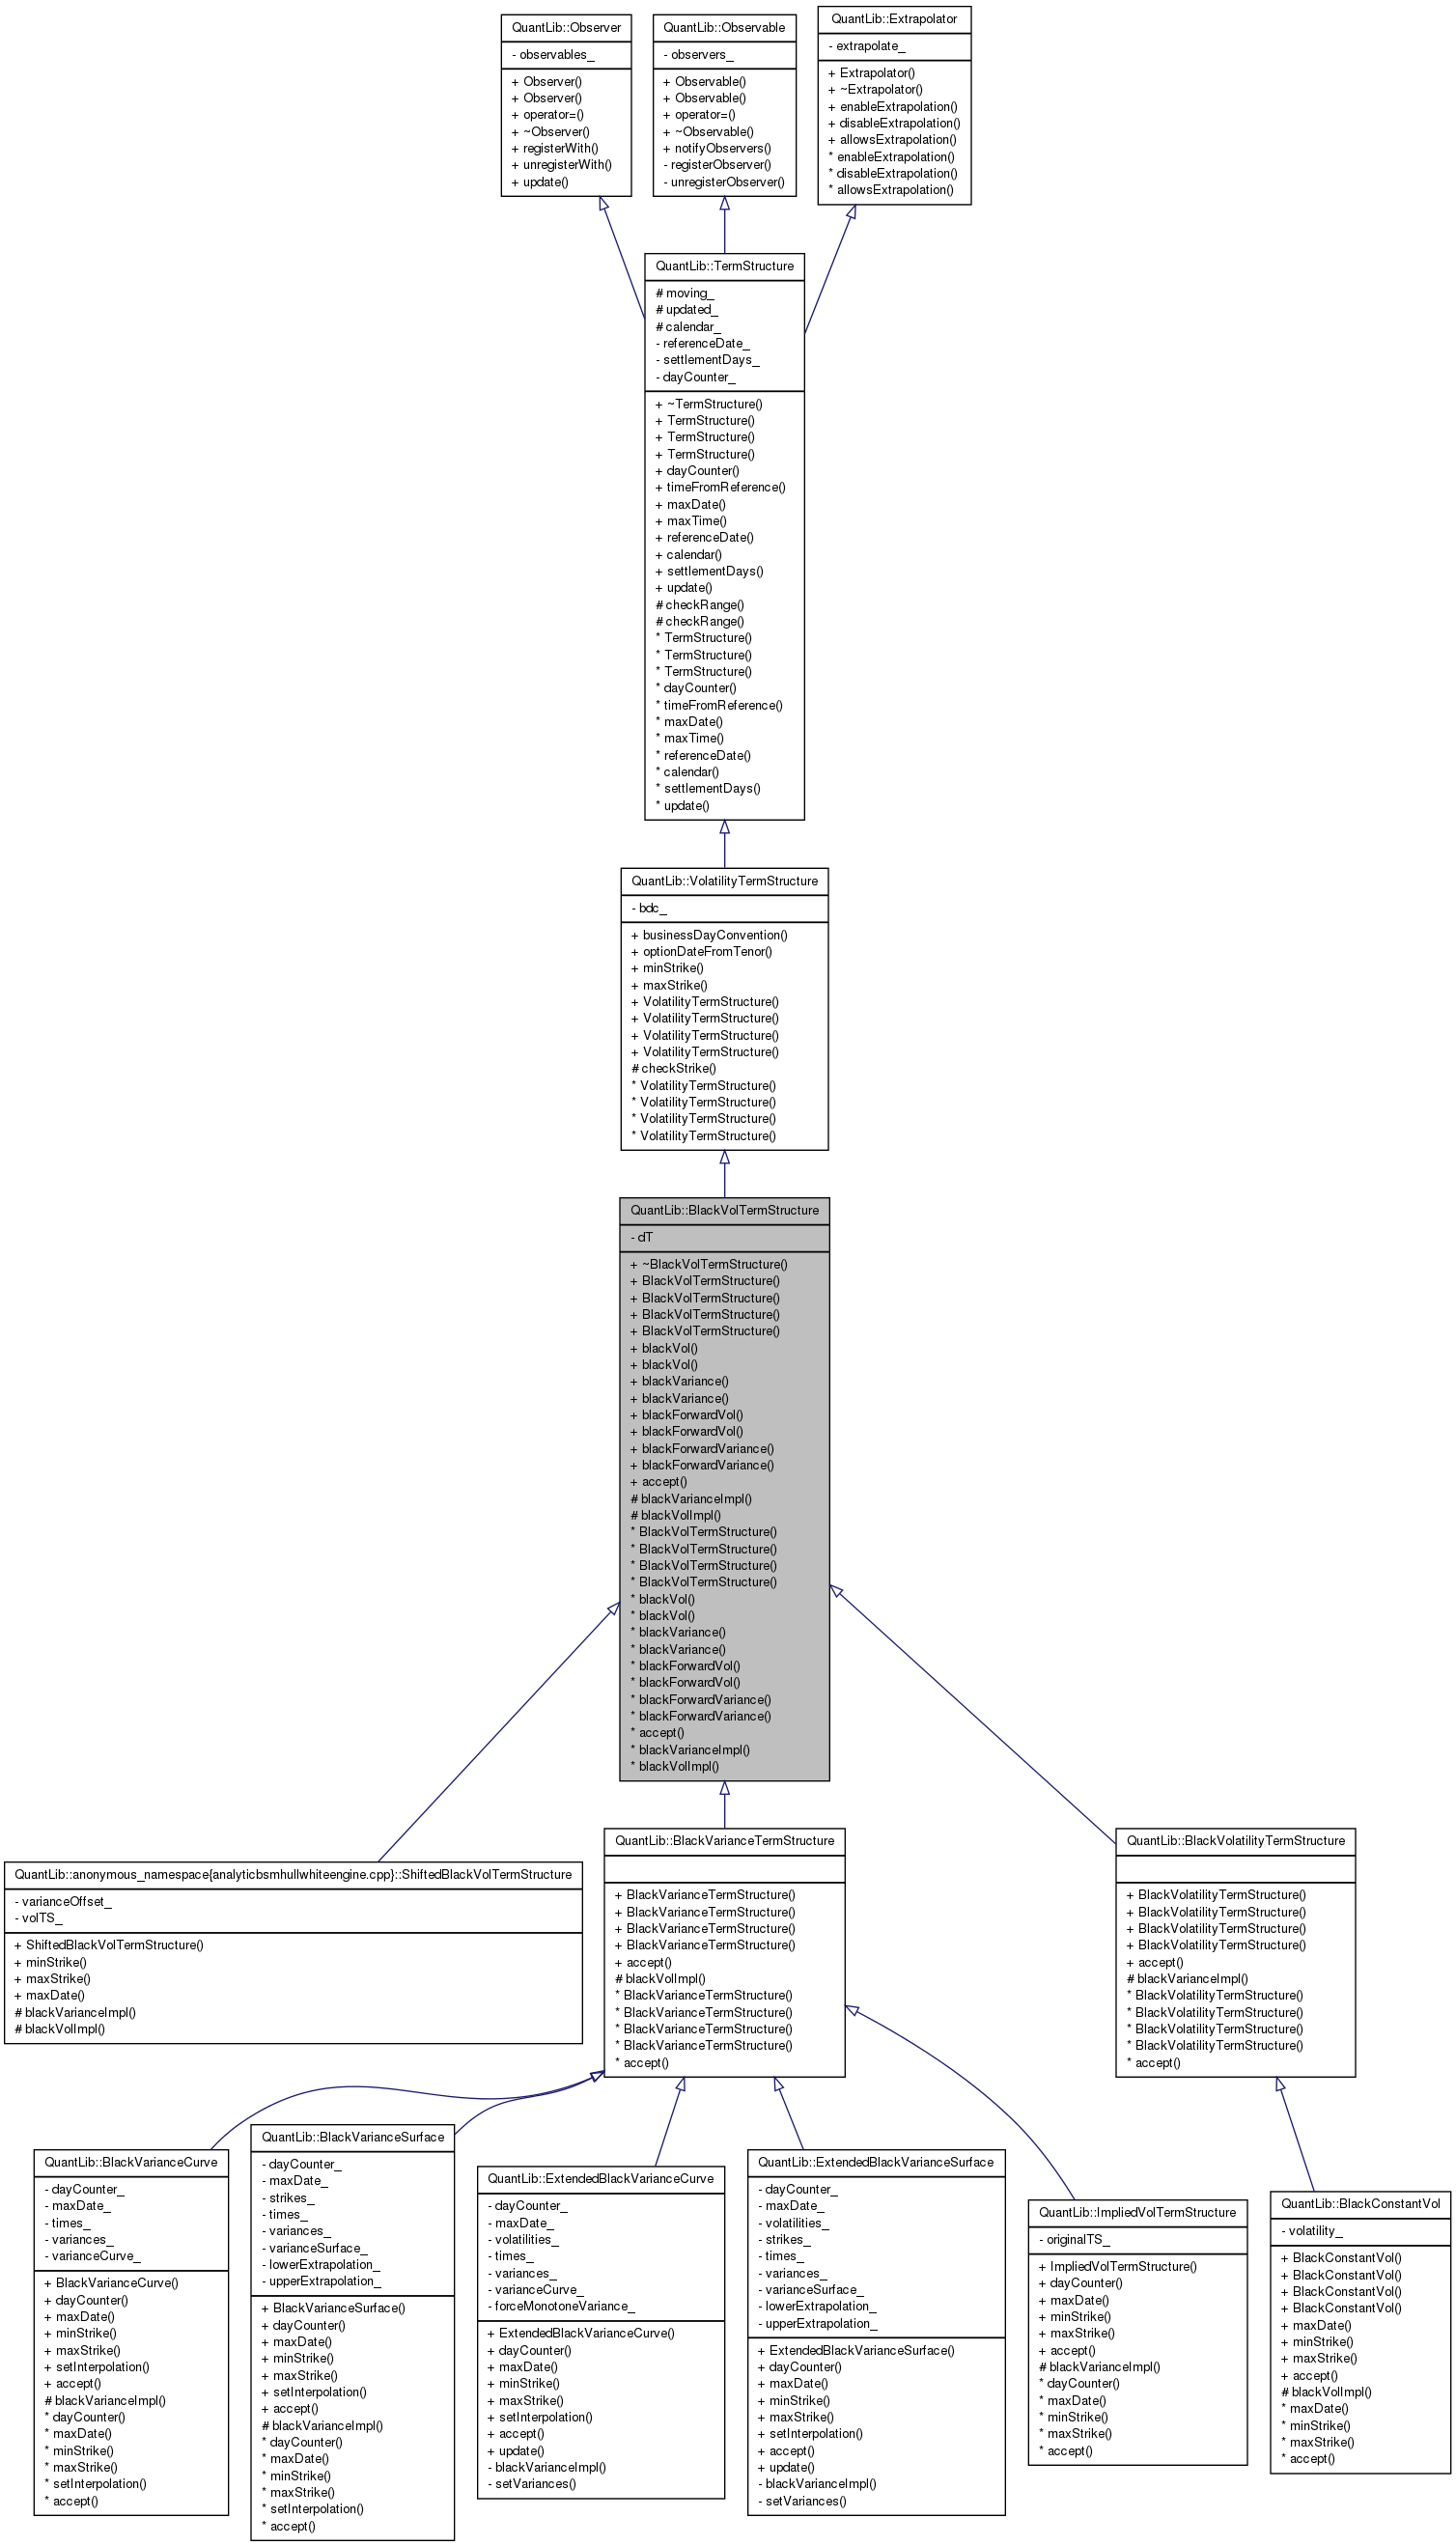 QuantLib::Observer
- observables_
+ Observer()
+ Observer()
+ operator=()
+ ~Observer()
+ registerWith()
+ unregisterWith()
+ update()
QuantLib::Observable
- observers_
+ Observable()
+ Observable()
+ operator=()
+ ~Observable()
+ notifyObservers()
- registerObserver()
- unregisterObserver()
QuantLib::Extrapolator
- extrapolate_
+ Extrapolator()
+ ~Extrapolator()
+ enableExtrapolation()
+ disableExtrapolation()
+ allowsExtrapolation()
* enableExtrapolation()
* disableExtrapolation()
* allowsExtrapolation()
QuantLib::TermStructure
# moving_
# updated_
# calendar_
- referenceDate_
- settlementDays_
- dayCounter_
+ ~TermStructure()
+ TermStructure()
+ TermStructure()
+ TermStructure()
+ dayCounter()
+ timeFromReference()
+ maxDate()
+ maxTime()
+ referenceDate()
+ calendar()
+ settlementDays()
+ update()
# checkRange()
# checkRange()
* TermStructure()
* TermStructure()
* TermStructure()
* dayCounter()
* timeFromReference()
* maxDate()
* maxTime()
* referenceDate()
* calendar()
* settlementDays()
* update()
QuantLib::VolatilityTermStructure
- bdc_
+ businessDayConvention()
+ optionDateFromTenor()
+ minStrike()
+ maxStrike()
+ VolatilityTermStructure()
+ VolatilityTermStructure()
+ VolatilityTermStructure()
+ VolatilityTermStructure()
# checkStrike()
* VolatilityTermStructure()
* VolatilityTermStructure()
* VolatilityTermStructure()
* VolatilityTermStructure()
QuantLib::BlackVolTermStructure
- dT
+ ~BlackVolTermStructure()
+ BlackVolTermStructure()
+ BlackVolTermStructure()
+ BlackVolTermStructure()
+ BlackVolTermStructure()
+ blackVol()
+ blackVol()
+ blackVariance()
+ blackVariance()
+ blackForwardVol()
+ blackForwardVol()
+ blackForwardVariance()
+ blackForwardVariance()
+ accept()
# blackVarianceImpl()
# blackVolImpl()
* BlackVolTermStructure()
* BlackVolTermStructure()
* BlackVolTermStructure()
* BlackVolTermStructure()
* blackVol()
* blackVol()
* blackVariance()
* blackVariance()
* blackForwardVol()
* blackForwardVol()
* blackForwardVariance()
* blackForwardVariance()
* accept()
* blackVarianceImpl()
* blackVolImpl()
QuantLib::anonymous_namespace{analyticbsmhullwhiteengine.cpp}::ShiftedBlackVolTermStructure
- varianceOffset_
- volTS_
+ ShiftedBlackVolTermStructure()
+ minStrike()
+ maxStrike()
+ maxDate()
# blackVarianceImpl()
# blackVolImpl()
QuantLib::BlackVarianceTermStructure
+ BlackVarianceTermStructure()
+ BlackVarianceTermStructure()
+ BlackVarianceTermStructure()
+ BlackVarianceTermStructure()
+ accept()
# blackVolImpl()
* BlackVarianceTermStructure()
* BlackVarianceTermStructure()
* BlackVarianceTermStructure()
* BlackVarianceTermStructure()
* accept()
QuantLib::BlackVolatilityTermStructure
+ BlackVolatilityTermStructure()
+ BlackVolatilityTermStructure()
+ BlackVolatilityTermStructure()
+ BlackVolatilityTermStructure()
+ accept()
# blackVarianceImpl()
* BlackVolatilityTermStructure()
* BlackVolatilityTermStructure()
* BlackVolatilityTermStructure()
* BlackVolatilityTermStructure()
* accept()
QuantLib::BlackVarianceCurve
- dayCounter_
- maxDate_
- times_
- variances_
- varianceCurve_
+ BlackVarianceCurve()
+ dayCounter()
+ maxDate()
+ minStrike()
+ maxStrike()
+ setInterpolation()
+ accept()
# blackVarianceImpl()
* dayCounter()
* maxDate()
* minStrike()
* maxStrike()
* setInterpolation()
* accept()
QuantLib::BlackVarianceSurface
- dayCounter_
- maxDate_
- strikes_
- times_
- variances_
- varianceSurface_
- lowerExtrapolation_
- upperExtrapolation_
+ BlackVarianceSurface()
+ dayCounter()
+ maxDate()
+ minStrike()
+ maxStrike()
+ setInterpolation()
+ accept()
# blackVarianceImpl()
* dayCounter()
* maxDate()
* minStrike()
* maxStrike()
* setInterpolation()
* accept()
QuantLib::ExtendedBlackVarianceCurve
- dayCounter_
- maxDate_
- volatilities_
- times_
- variances_
- varianceCurve_
- forceMonotoneVariance_
+ ExtendedBlackVarianceCurve()
+ dayCounter()
+ maxDate()
+ minStrike()
+ maxStrike()
+ setInterpolation()
+ accept()
+ update()
- blackVarianceImpl()
- setVariances()
QuantLib::ExtendedBlackVarianceSurface
- dayCounter_
- maxDate_
- volatilities_
- strikes_
- times_
- variances_
- varianceSurface_
- lowerExtrapolation_
- upperExtrapolation_
+ ExtendedBlackVarianceSurface()
+ dayCounter()
+ maxDate()
+ minStrike()
+ maxStrike()
+ setInterpolation()
+ accept()
+ update()
- blackVarianceImpl()
- setVariances()
QuantLib::ImpliedVolTermStructure
- originalTS_
+ ImpliedVolTermStructure()
+ dayCounter()
+ maxDate()
+ minStrike()
+ maxStrike()
+ accept()
# blackVarianceImpl()
* dayCounter()
* maxDate()
* minStrike()
* maxStrike()
* accept()
QuantLib::BlackConstantVol
- volatility_
+ BlackConstantVol()
+ BlackConstantVol()
+ BlackConstantVol()
+ BlackConstantVol()
+ maxDate()
+ minStrike()
+ maxStrike()
+ accept()
# blackVolImpl()
* maxDate()
* minStrike()
* maxStrike()
* accept()